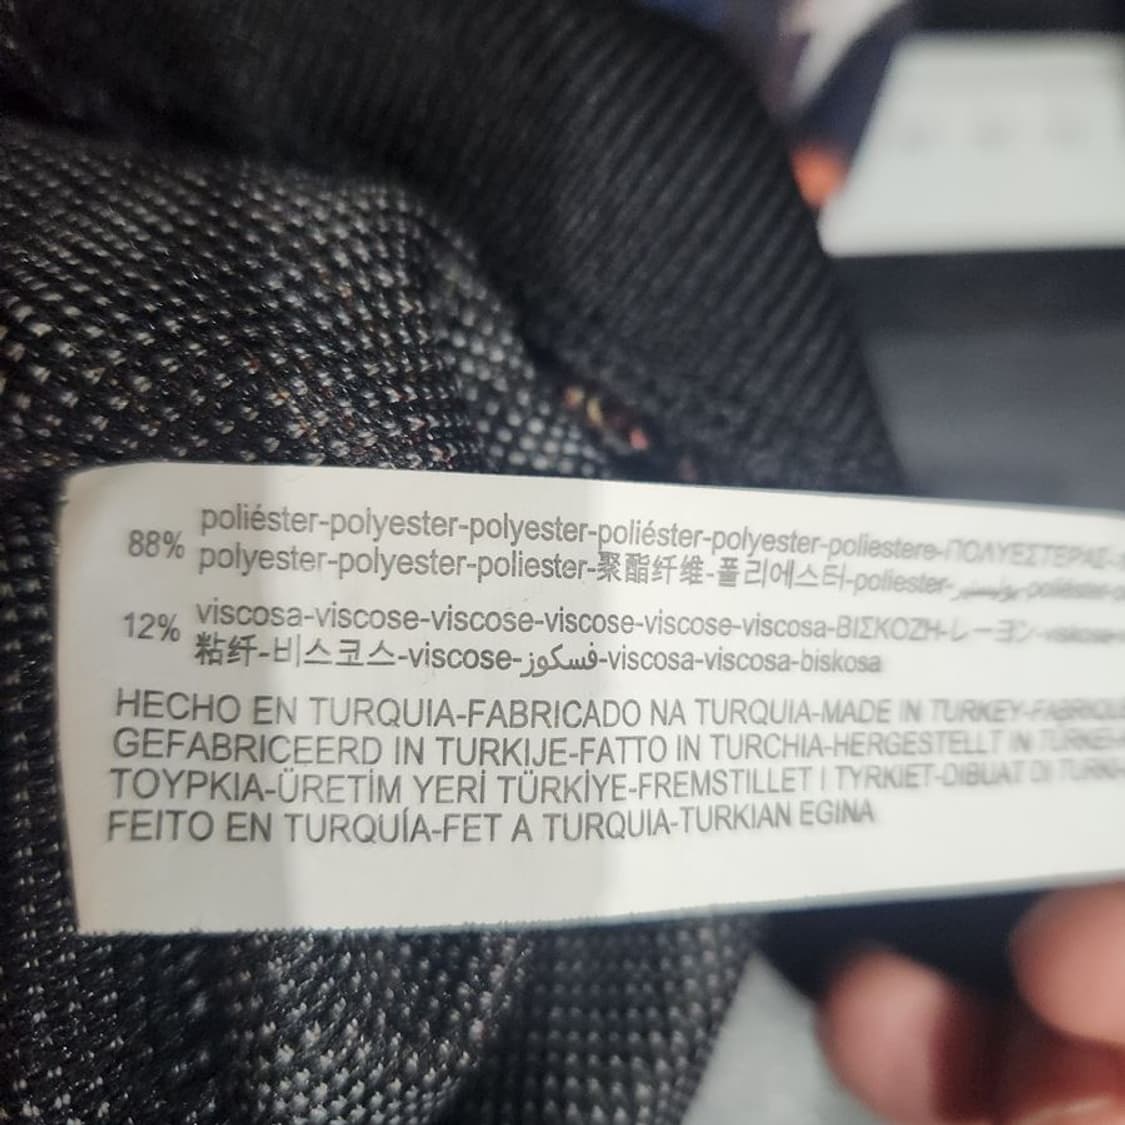 88% poliéster-polyester-polyester-poliéster-polyester-poliestere-ΠΟΛΥΕΣΤΕΡΑΣ-
polyester-polyester-poliester-聚酯纤维-폴리에스터-poliester-
12% viscosa-viscose-viscose-viscose-viscose-viscosa-ΒΙΣΚΟΖΗ-レーヨン-
粘纤-비스코스-viscose-فسكوز-viscosa-viscosa-biskosa
HECHO EN TURQUIA-FABRICADO NA TURQUIA-MADE IN TURKEY-
GEFABRICEERD IN TURKIJE-FATTO IN TURCHIA-HERGESTELLT IN
ΤΟΥΡΚΙΑ-ÜRETİM YERİ TÜRKİYE-FREMSTILLET I TYRKIET-DIBUAT DI
FEITO EN TURQUÍA-FET A TURQUIA-TURKIAN EGINA